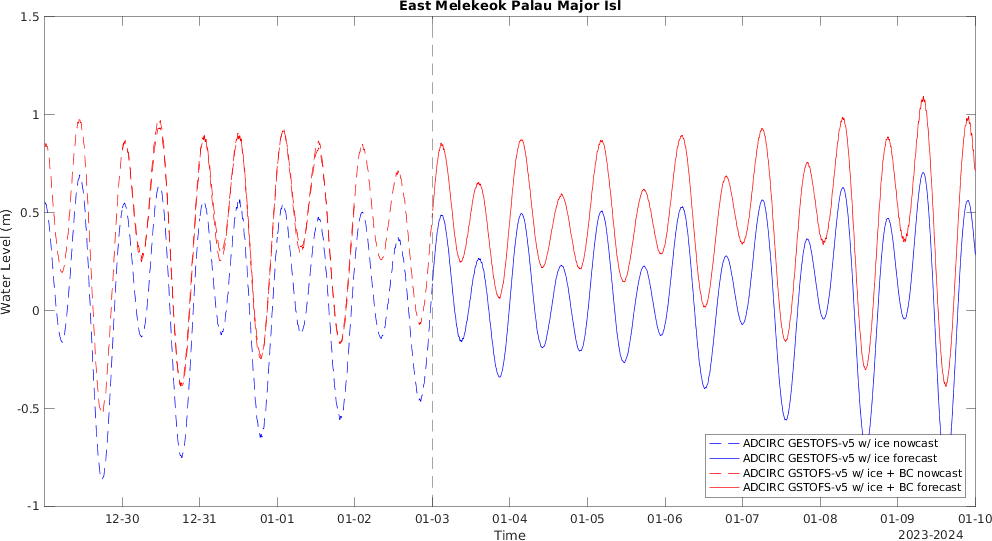 East Melekeok Palau Major Isl
1.5
1
0.5
0
-0.5
-1
Water Level (m)
12-30
12-31
01-01
01-02
01-03
01-04
01-05
01-06
01-07
01-08
01-09
01-10
Time
2023-2024
ADCIRC GESTOFS-v5 w/ ice nowcast
ADCIRC GESTOFS-v5 w/ ice forecast
ADCIRC GSTOFS-v5 w/ ice + BC nowcast
ADCIRC GSTOFS-v5 w/ ice + BC forecast